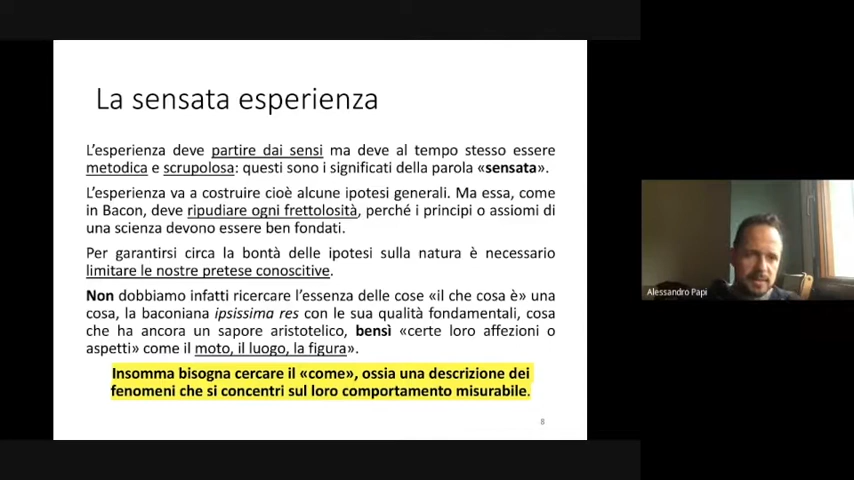 La sensata esperienza
L'esperienza deve partire dai sensi ma deve al tempo stesso essere
metodica e scrupolosa: questi sono i significati della parola «sensata».
L'esperienza va a costruire cioè alcune ipotesi generali. Ma essa, come
in Bacon, deve ripudiare ogni frettolosità, perché i principi o assiomi di
una scienza devono essere ben fondati.
Per garantirsi circa la bontà delle ipotesi sulla natura è necessario
limitare le nostre pretese conoscitive.
Non dobbiamo infatti ricercare l'essenza delle cose «il che cosa è» una
cosa, la baconiana ipsissima res con le sua qualità fondamentali, cosa
che ha ancora un sapore aristotelico, bensì «certe loro affezioni o
aspetti» come il moto, il luogo, la figura».
Insomma bisogna cercare il «come», ossia una descrizione dei
fenomeni che si concentri sul loro comportamento misurabile.
8
Alessandro Papi